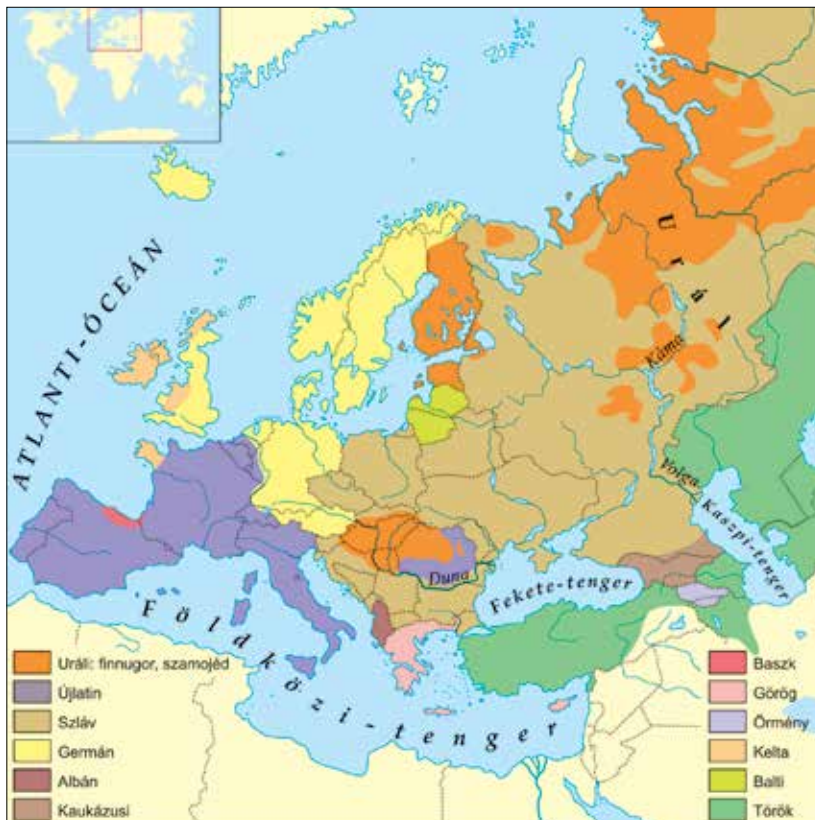 ATLANTI-ÓCEÁN
Urál
Káma
Volga
Kaszpi-tenger
Duna
Fekete-tenger
Földközi-tenger
Uráli: finnugor, szamojéd
Újlatin
Szláv
Germán
Albán
Kaukázusi
Baszk
Görög
Örmény
Kelta
Balti
Török